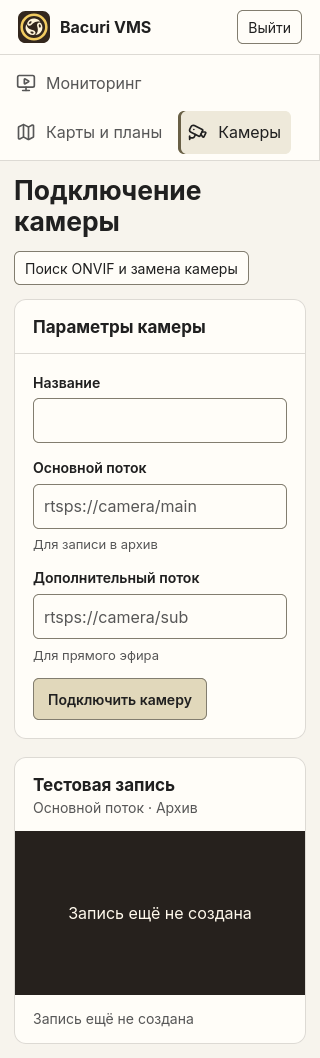 Bacuri VMS
Выйти
Мониторинг
Карты и планы
Камеры
Подключение
камеры
Поиск ONVIF и замена камеры
Параметры камеры
Название
Основной поток
rtsps://camera/main
Для записи в архив
Дополнительный поток
rtsps://camera/sub
Для прямого эфира
Подключить камеру
Тестовая запись
Основной поток · Архив
Запись ещё не создана
Запись ещё не создана